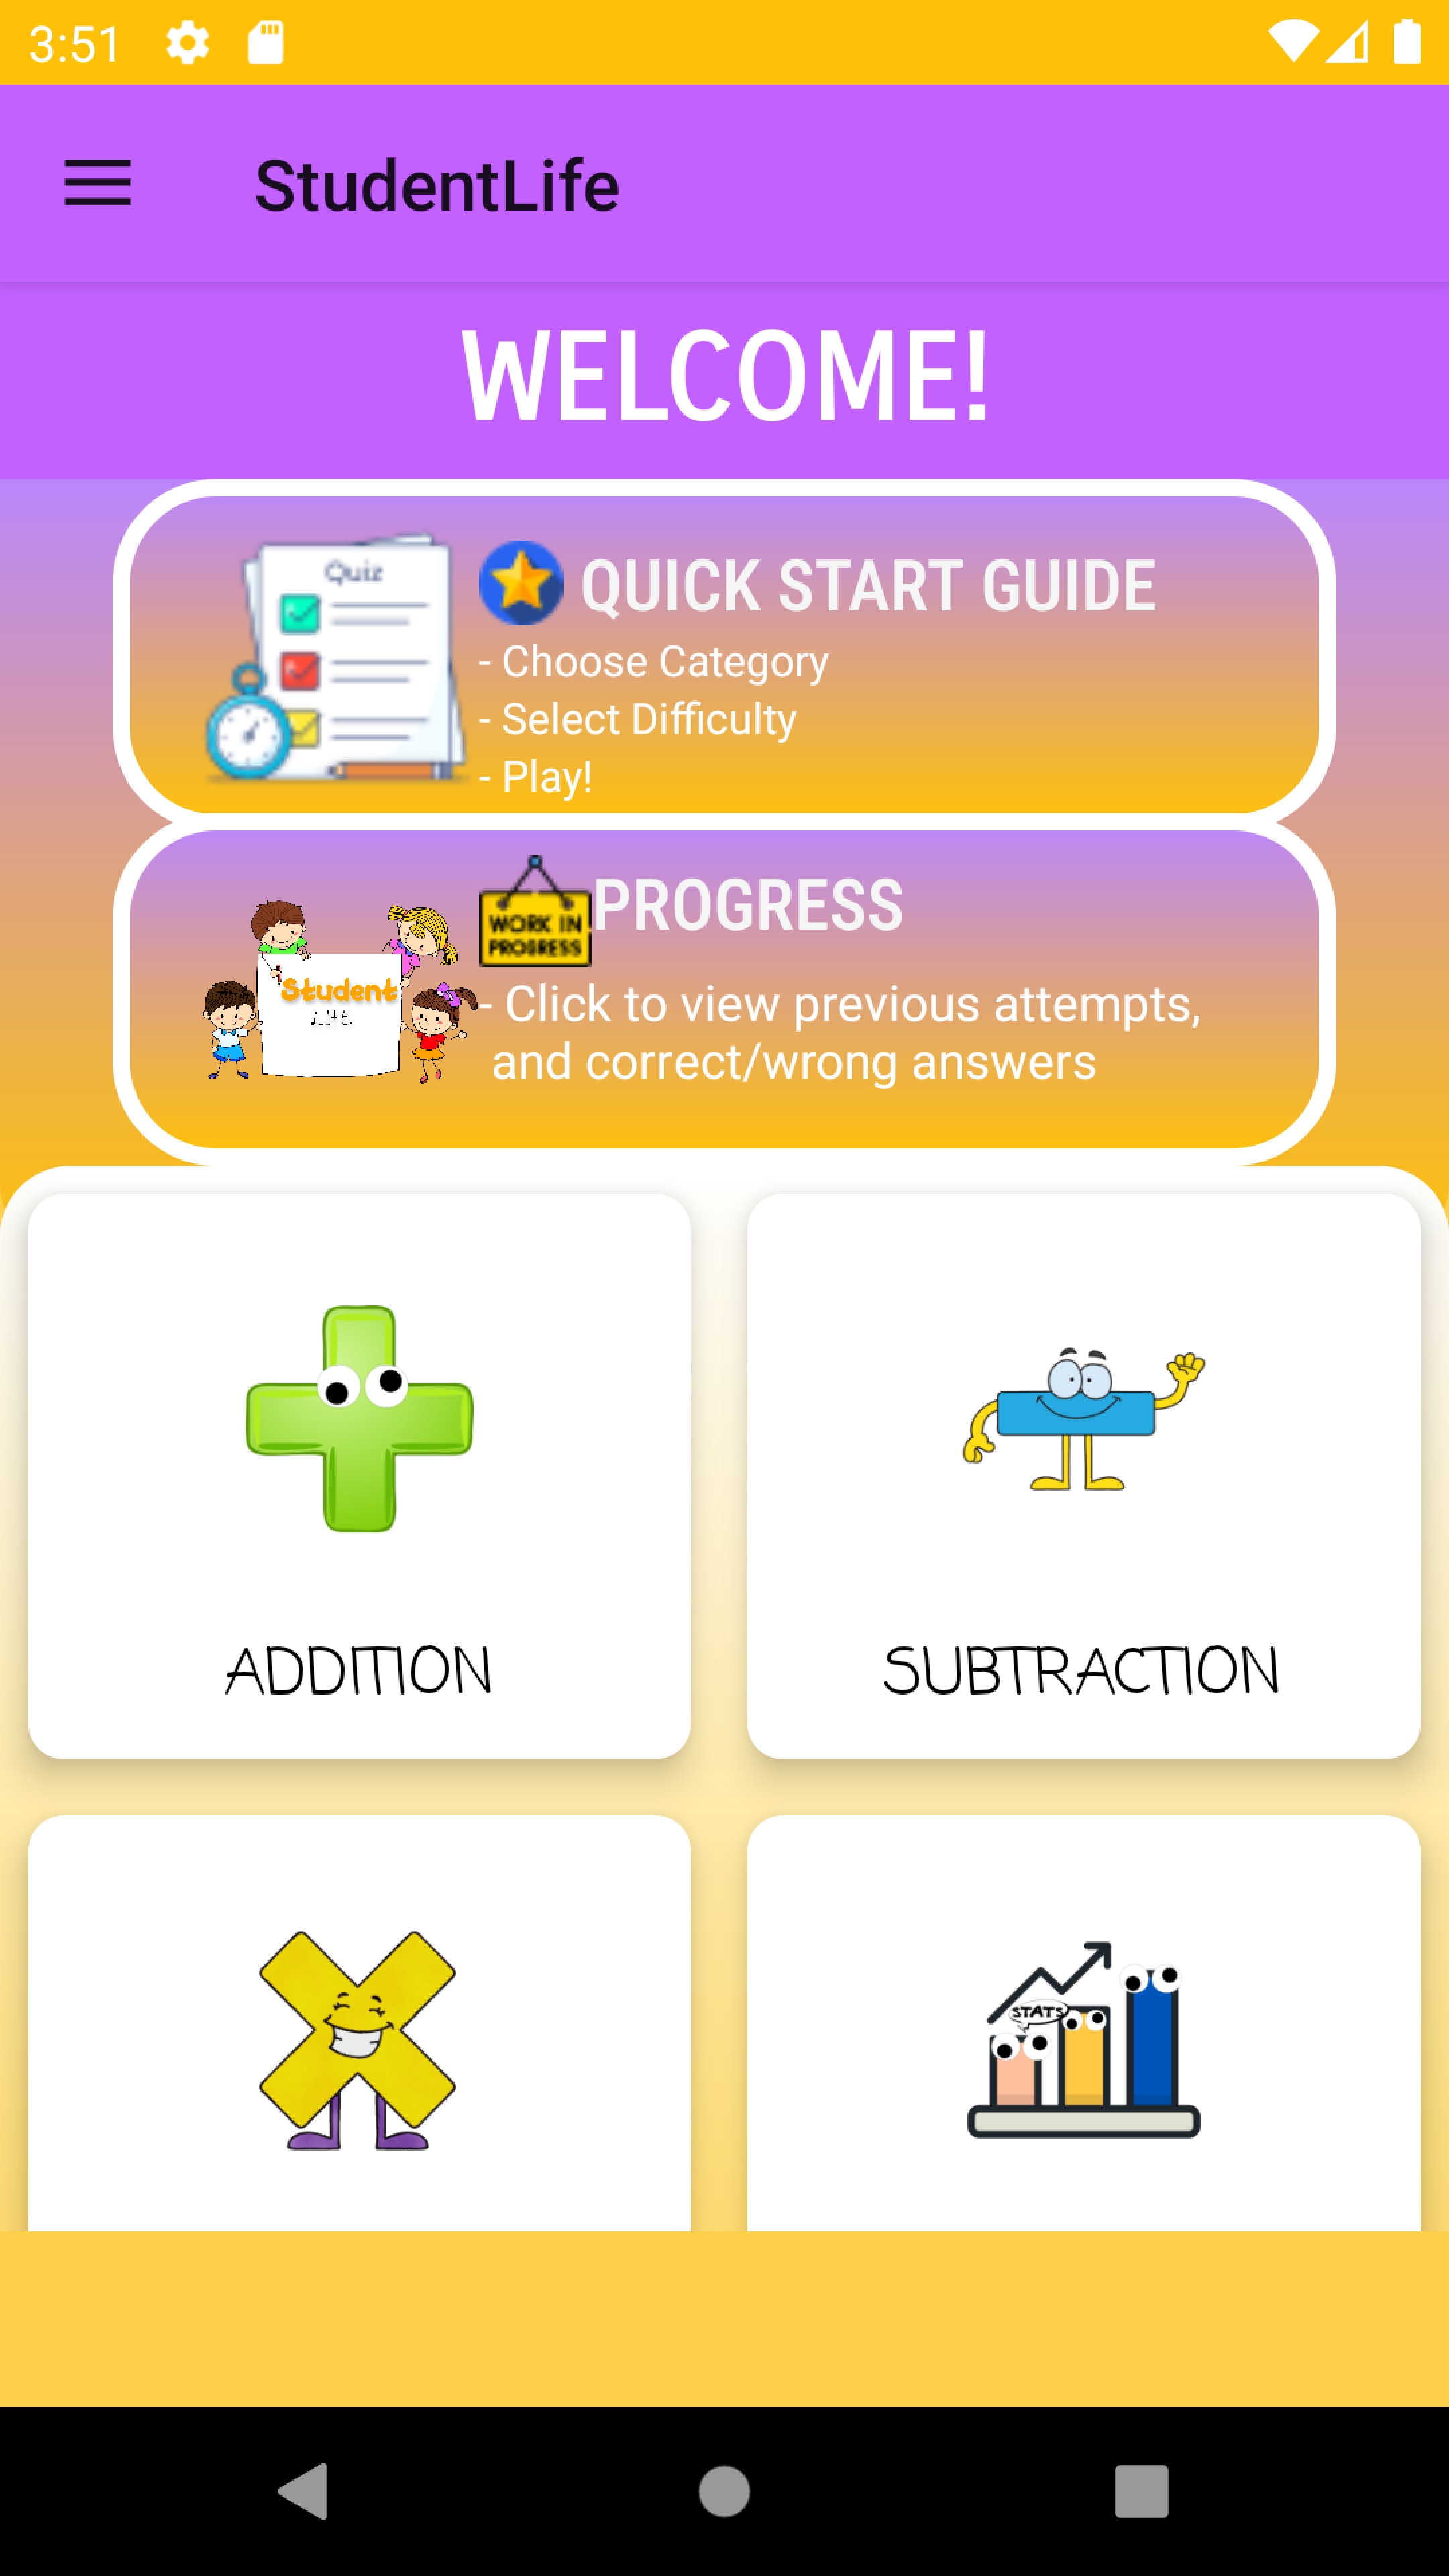 3:51
StudentLife
WELCOME!
Quiz
QUICK START GUIDE
- Choose Category
- Select Difficulty
- Play!
WORK IN
PROGRESS
PROGRESS
Student
- Click to view previous attempts,
and correct/wrong answers
ADDITION
SUBTRACTION
STATS